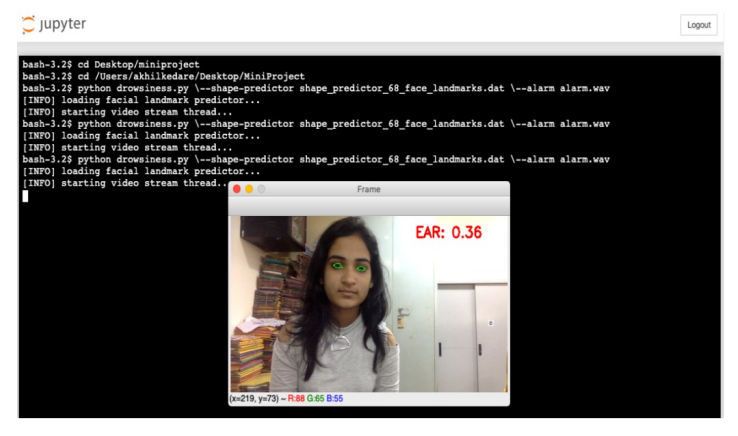 jupyter
Logout
bash-3.2$ cd Desktop/miniproject
bash-3.2$ cd /Users/akhilkedare/Desktop/MiniProject
bash-3.2$ python drowsiness.py \--shape-predictor shape_predictor_68_face_landmarks.dat \--alarm alarm.wav
[INFO] loading facial landmark predictor...
[INFO] starting video stream thread...
bash-3.2$ python drowsiness.py \--shape-predictor shape_predictor_68_face_landmarks.dat \--alarm alarm.wav
[INFO] loading facial landmark predictor...
[INFO] starting video stream thread...
bash-3.2$ python drowsiness.py \--shape-predictor shape_predictor_68_face_landmarks.dat \--alarm alarm.wav
[INFO] loading facial landmark predictor...
[INFO] starting video stream thread..
Frame
EAR: 0.36
(x=219, y=73) ~ R:88 G:65 B:55